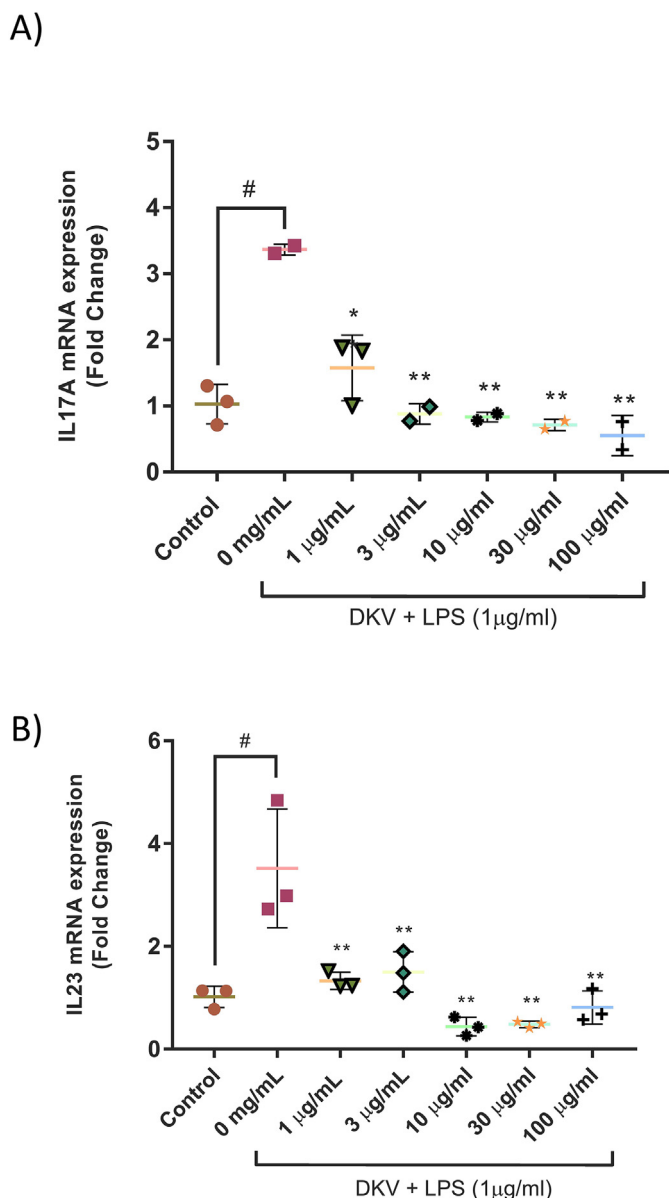 A)
IL17A mRNA expression
(Fold Change)
5
4
3
2
1
0
#
*
**
**
**
**
Control
0 mg/mL
1 µg/mL
3 µg/mL
10 µg/ml
30 µg/ml
100 µg/ml
DKV + LPS (1µg/ml)
B)
IL23 mRNA expression
(Fold Change)
6
4
2
0
#
**
**
**
**
**
Control
0 mg/mL
1 µg/mL
3 µg/mL
10 µg/ml
30 µg/ml
100 µg/ml
DKV + LPS (1µg/ml)